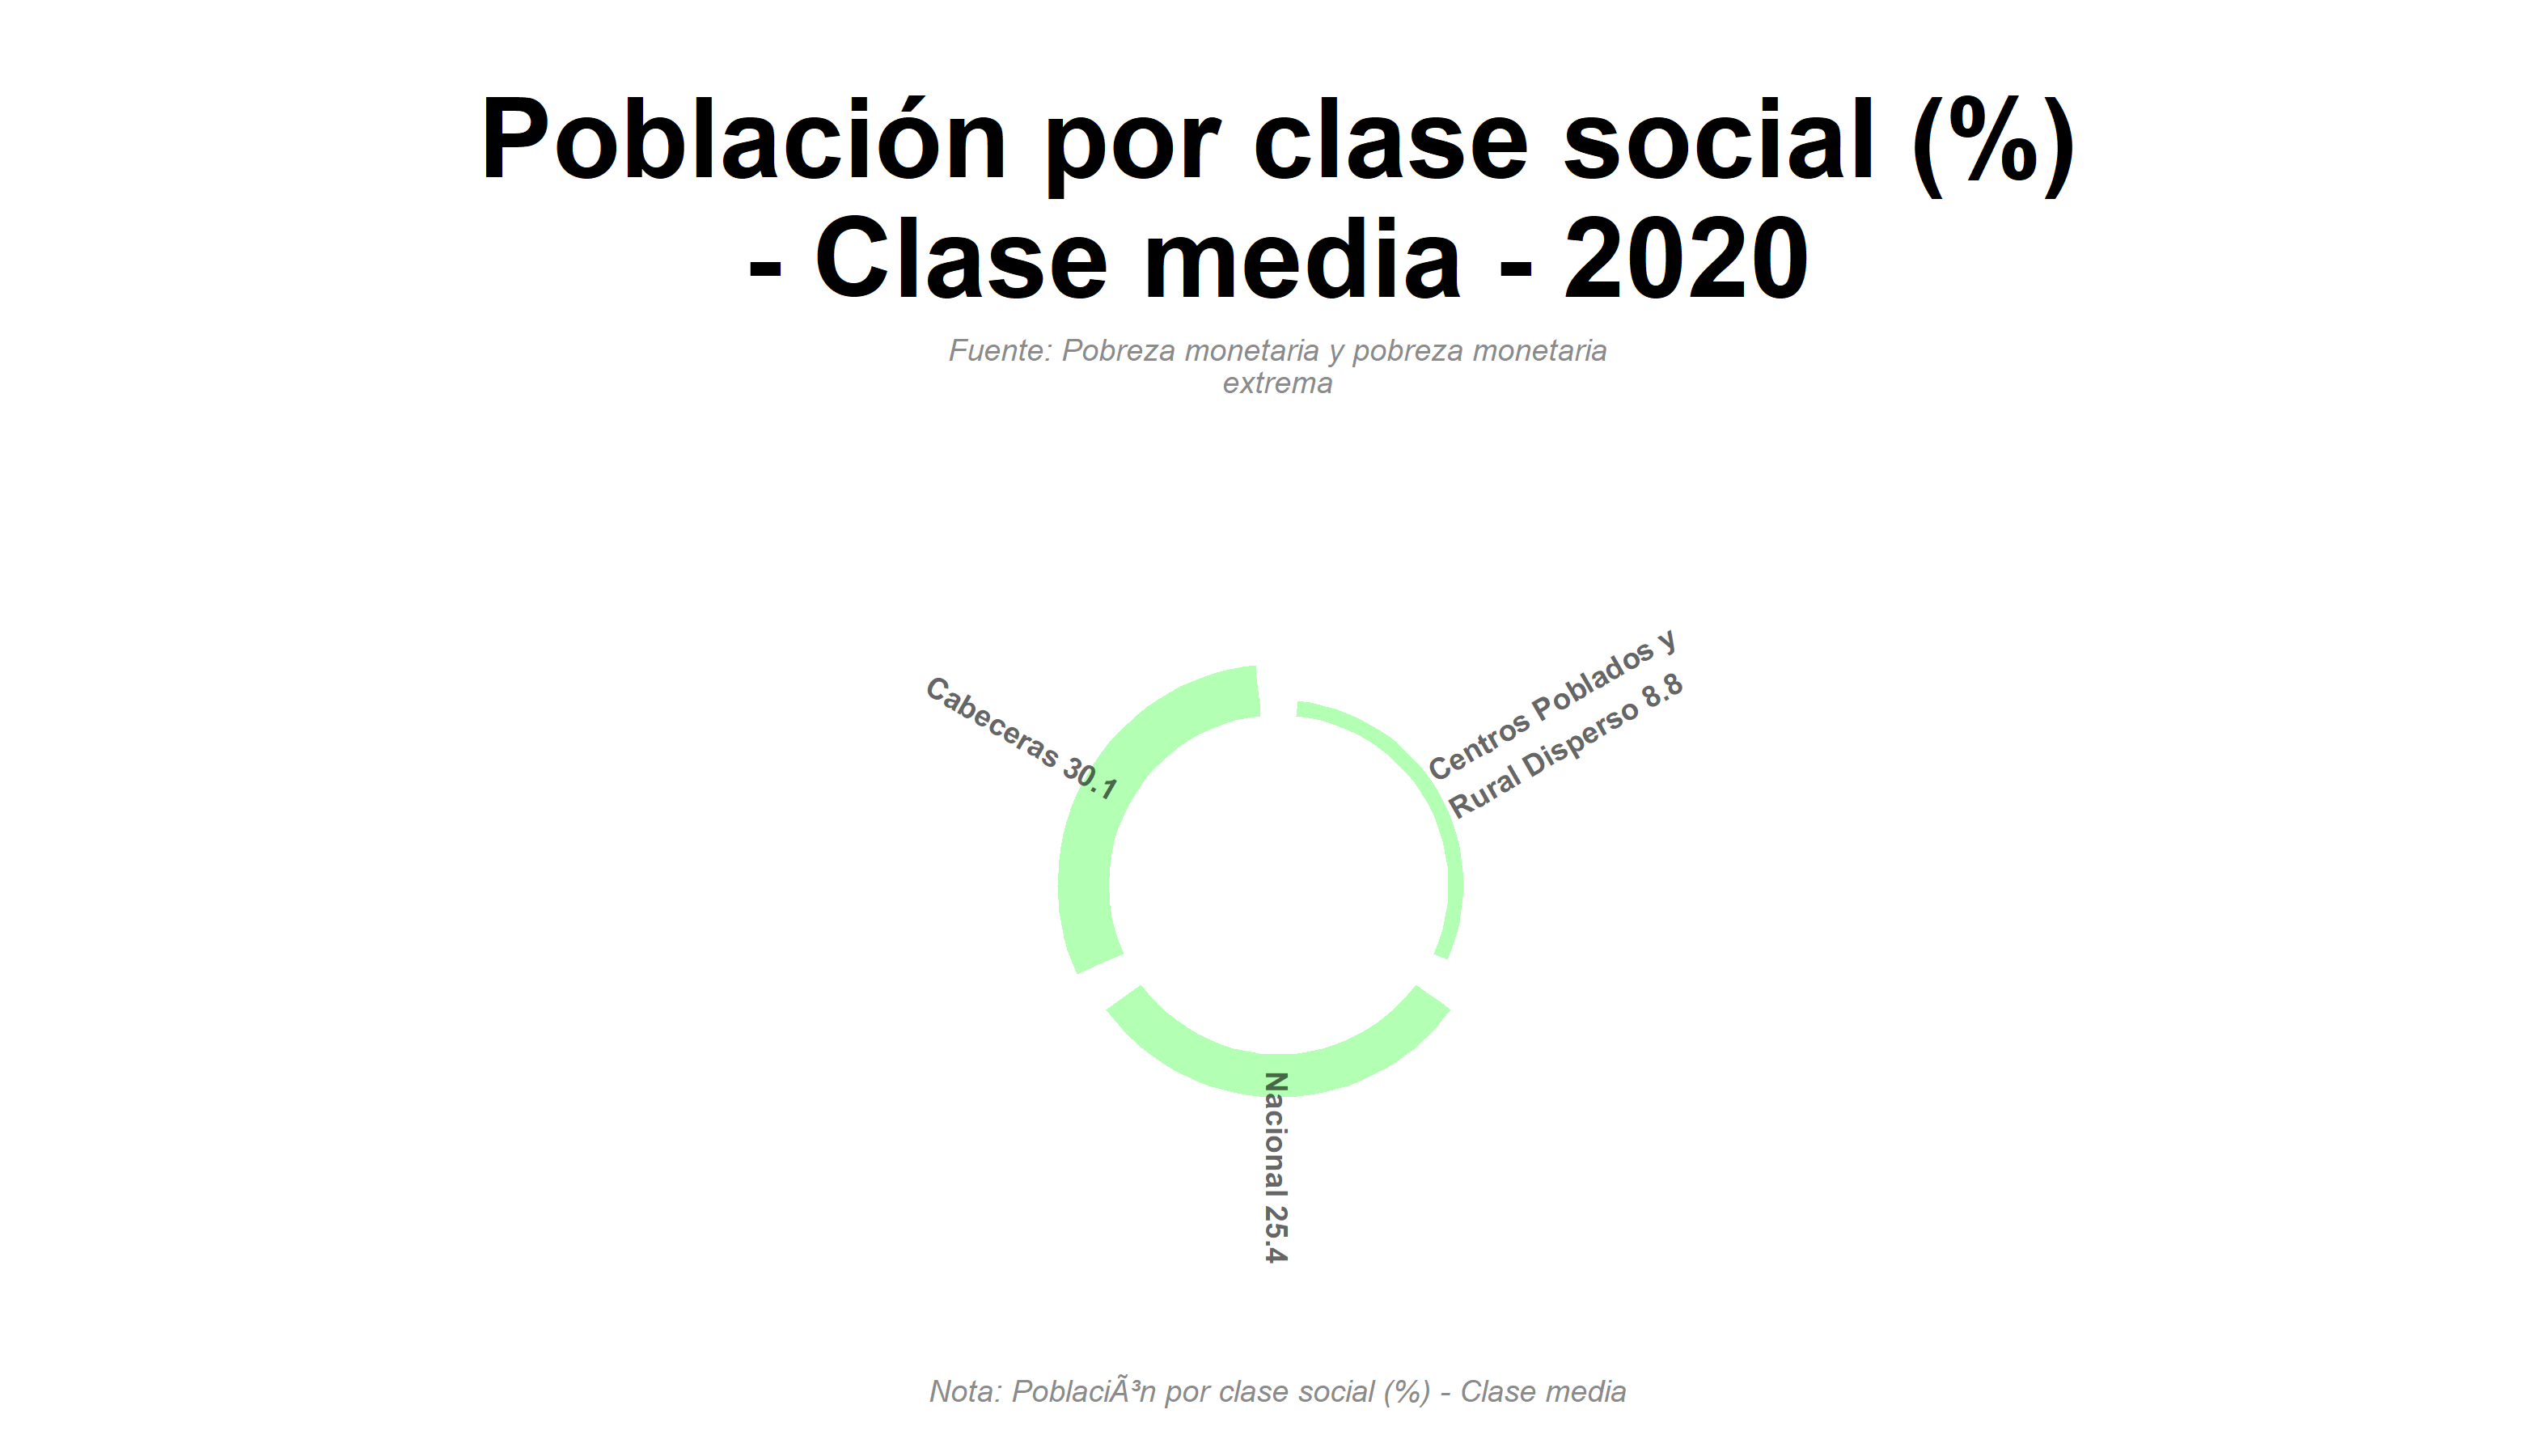 Población por clase social (%)
- Clase media - 2020
Fuente: Pobreza monetaria y pobreza monetaria
extrema
Cabeceras 30.1
Centros Poblados y
Rural Disperso 8.8
Nacional 25.4
Nota: PoblaciÃ³n por clase social (%) - Clase media